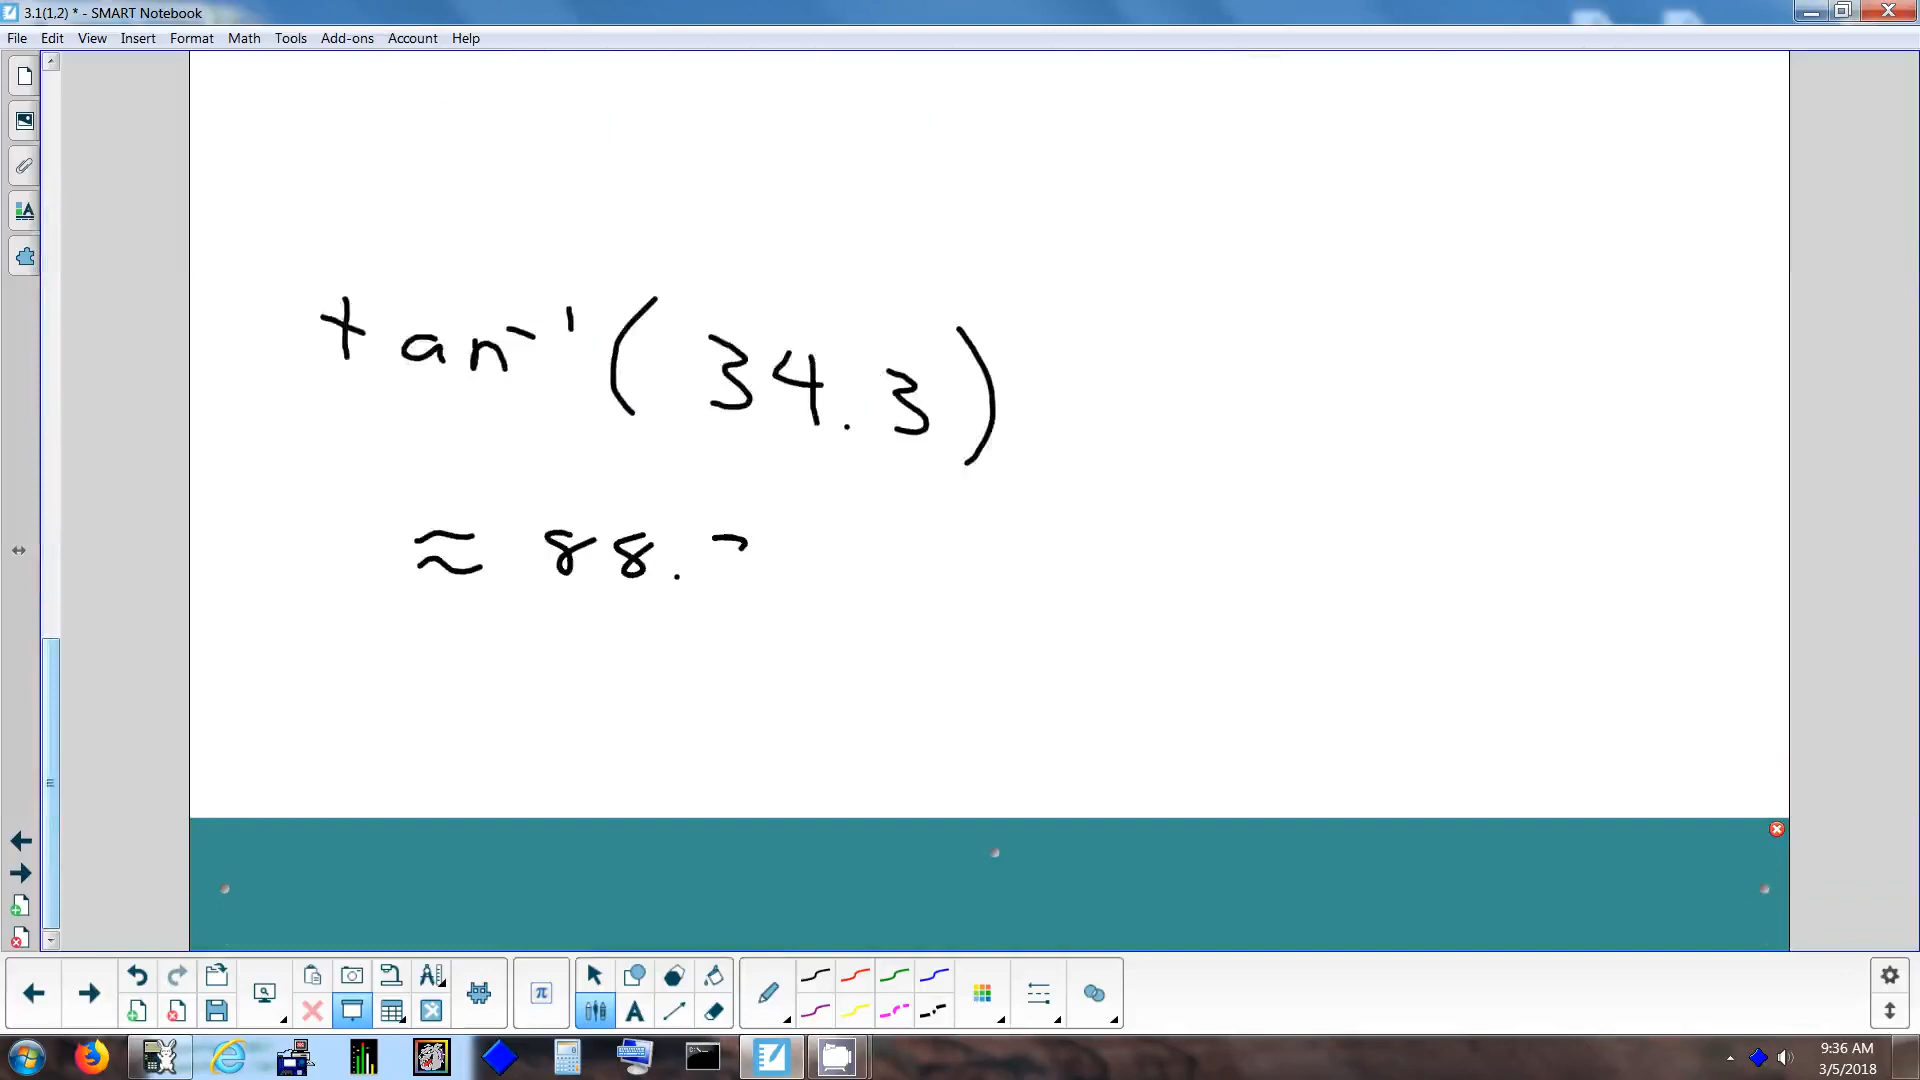 3.1(1,2) * - SMART Notebook
File Edit View Insert Format Math Tools Add-ons Account Help
tan⁻¹(34.3)
≈ 88.
9:36 AM
3/5/2018